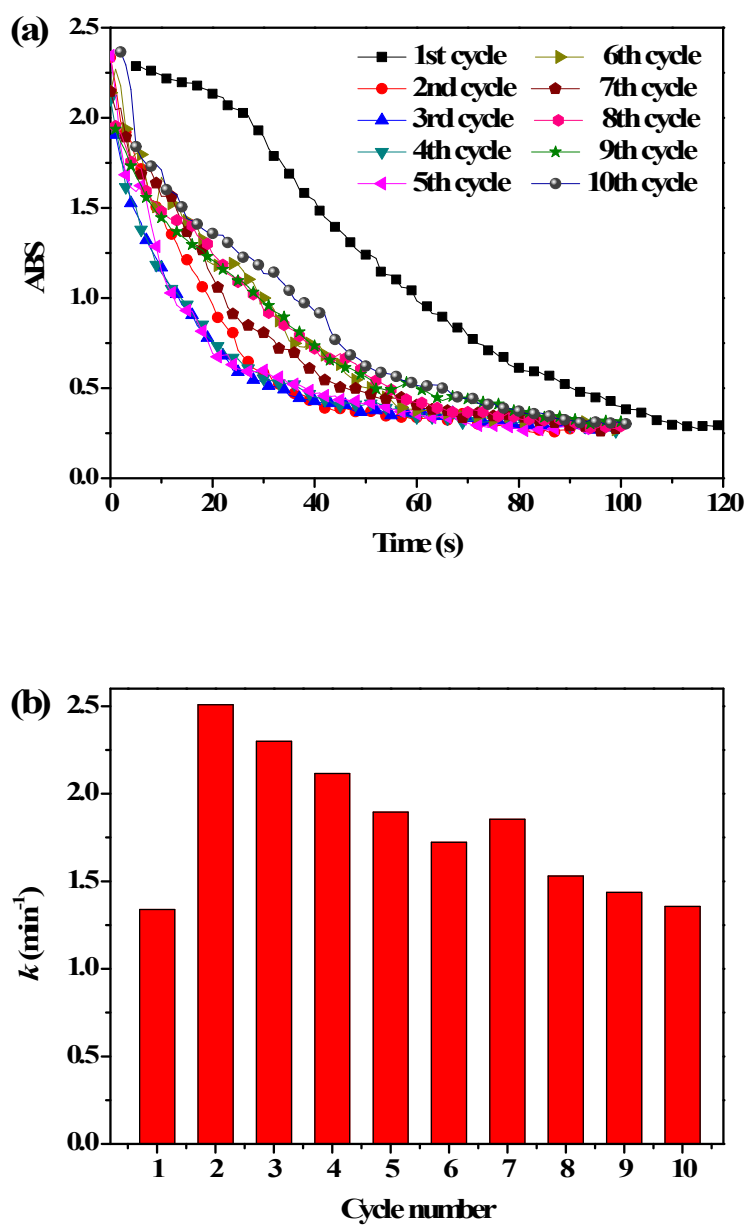 (a)
2.5
2.0
1.5
1.0
0.5
0.0
ABS
1st cycle
2nd cycle
3rd cycle
4th cycle
5th cycle
6th cycle
7th cycle
8th cycle
9th cycle
10th cycle
0 20 40 60 80 100 120
Time (s)
(b)
2.5
2.0
1.5
1.0
0.5
0.0
k (min⁻¹)
1 2 3 4 5 6 7 8 9 10
Cycle number